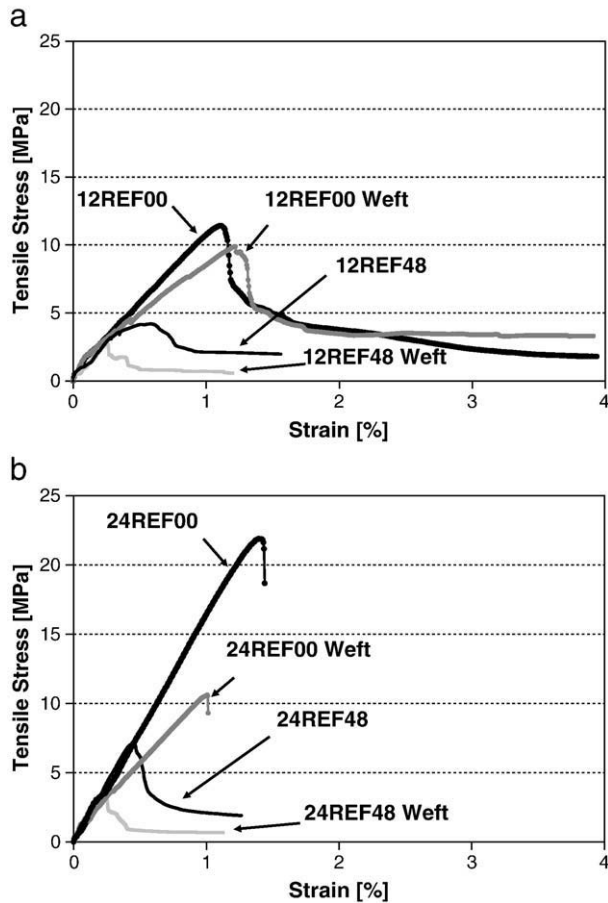 a
25
20
15
10
5
0
Tensile Stress [MPa]
12REF00
12REF00 Weft
12REF48
12REF48 Weft
0 1 2 3 4
Strain [%]
b
25
20
15
10
5
0
Tensile Stress [MPa]
24REF00
24REF00 Weft
24REF48
24REF48 Weft
0 1 2 3 4
Strain [%]